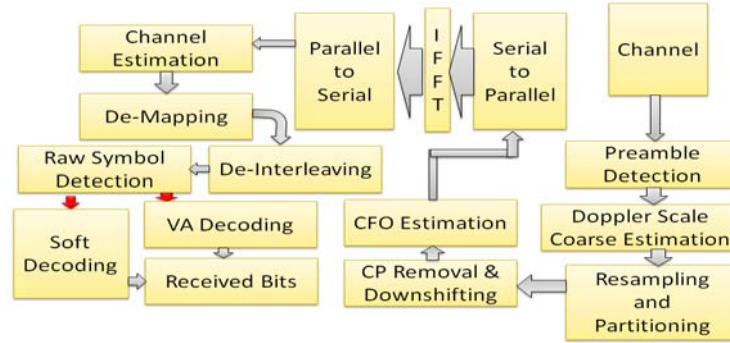 Channel
Estimation
Parallel
to
Serial
I
F
F
T
Serial
to
Parallel
Channel
De-Mapping
Raw Symbol
Detection
De-Interleaving
Preamble
Detection
Soft
Decoding
VA Decoding
CFO Estimation
Doppler Scale
Coarse Estimation
Received Bits
CP Removal &
Downshifting
Resampling
and
Partitioning